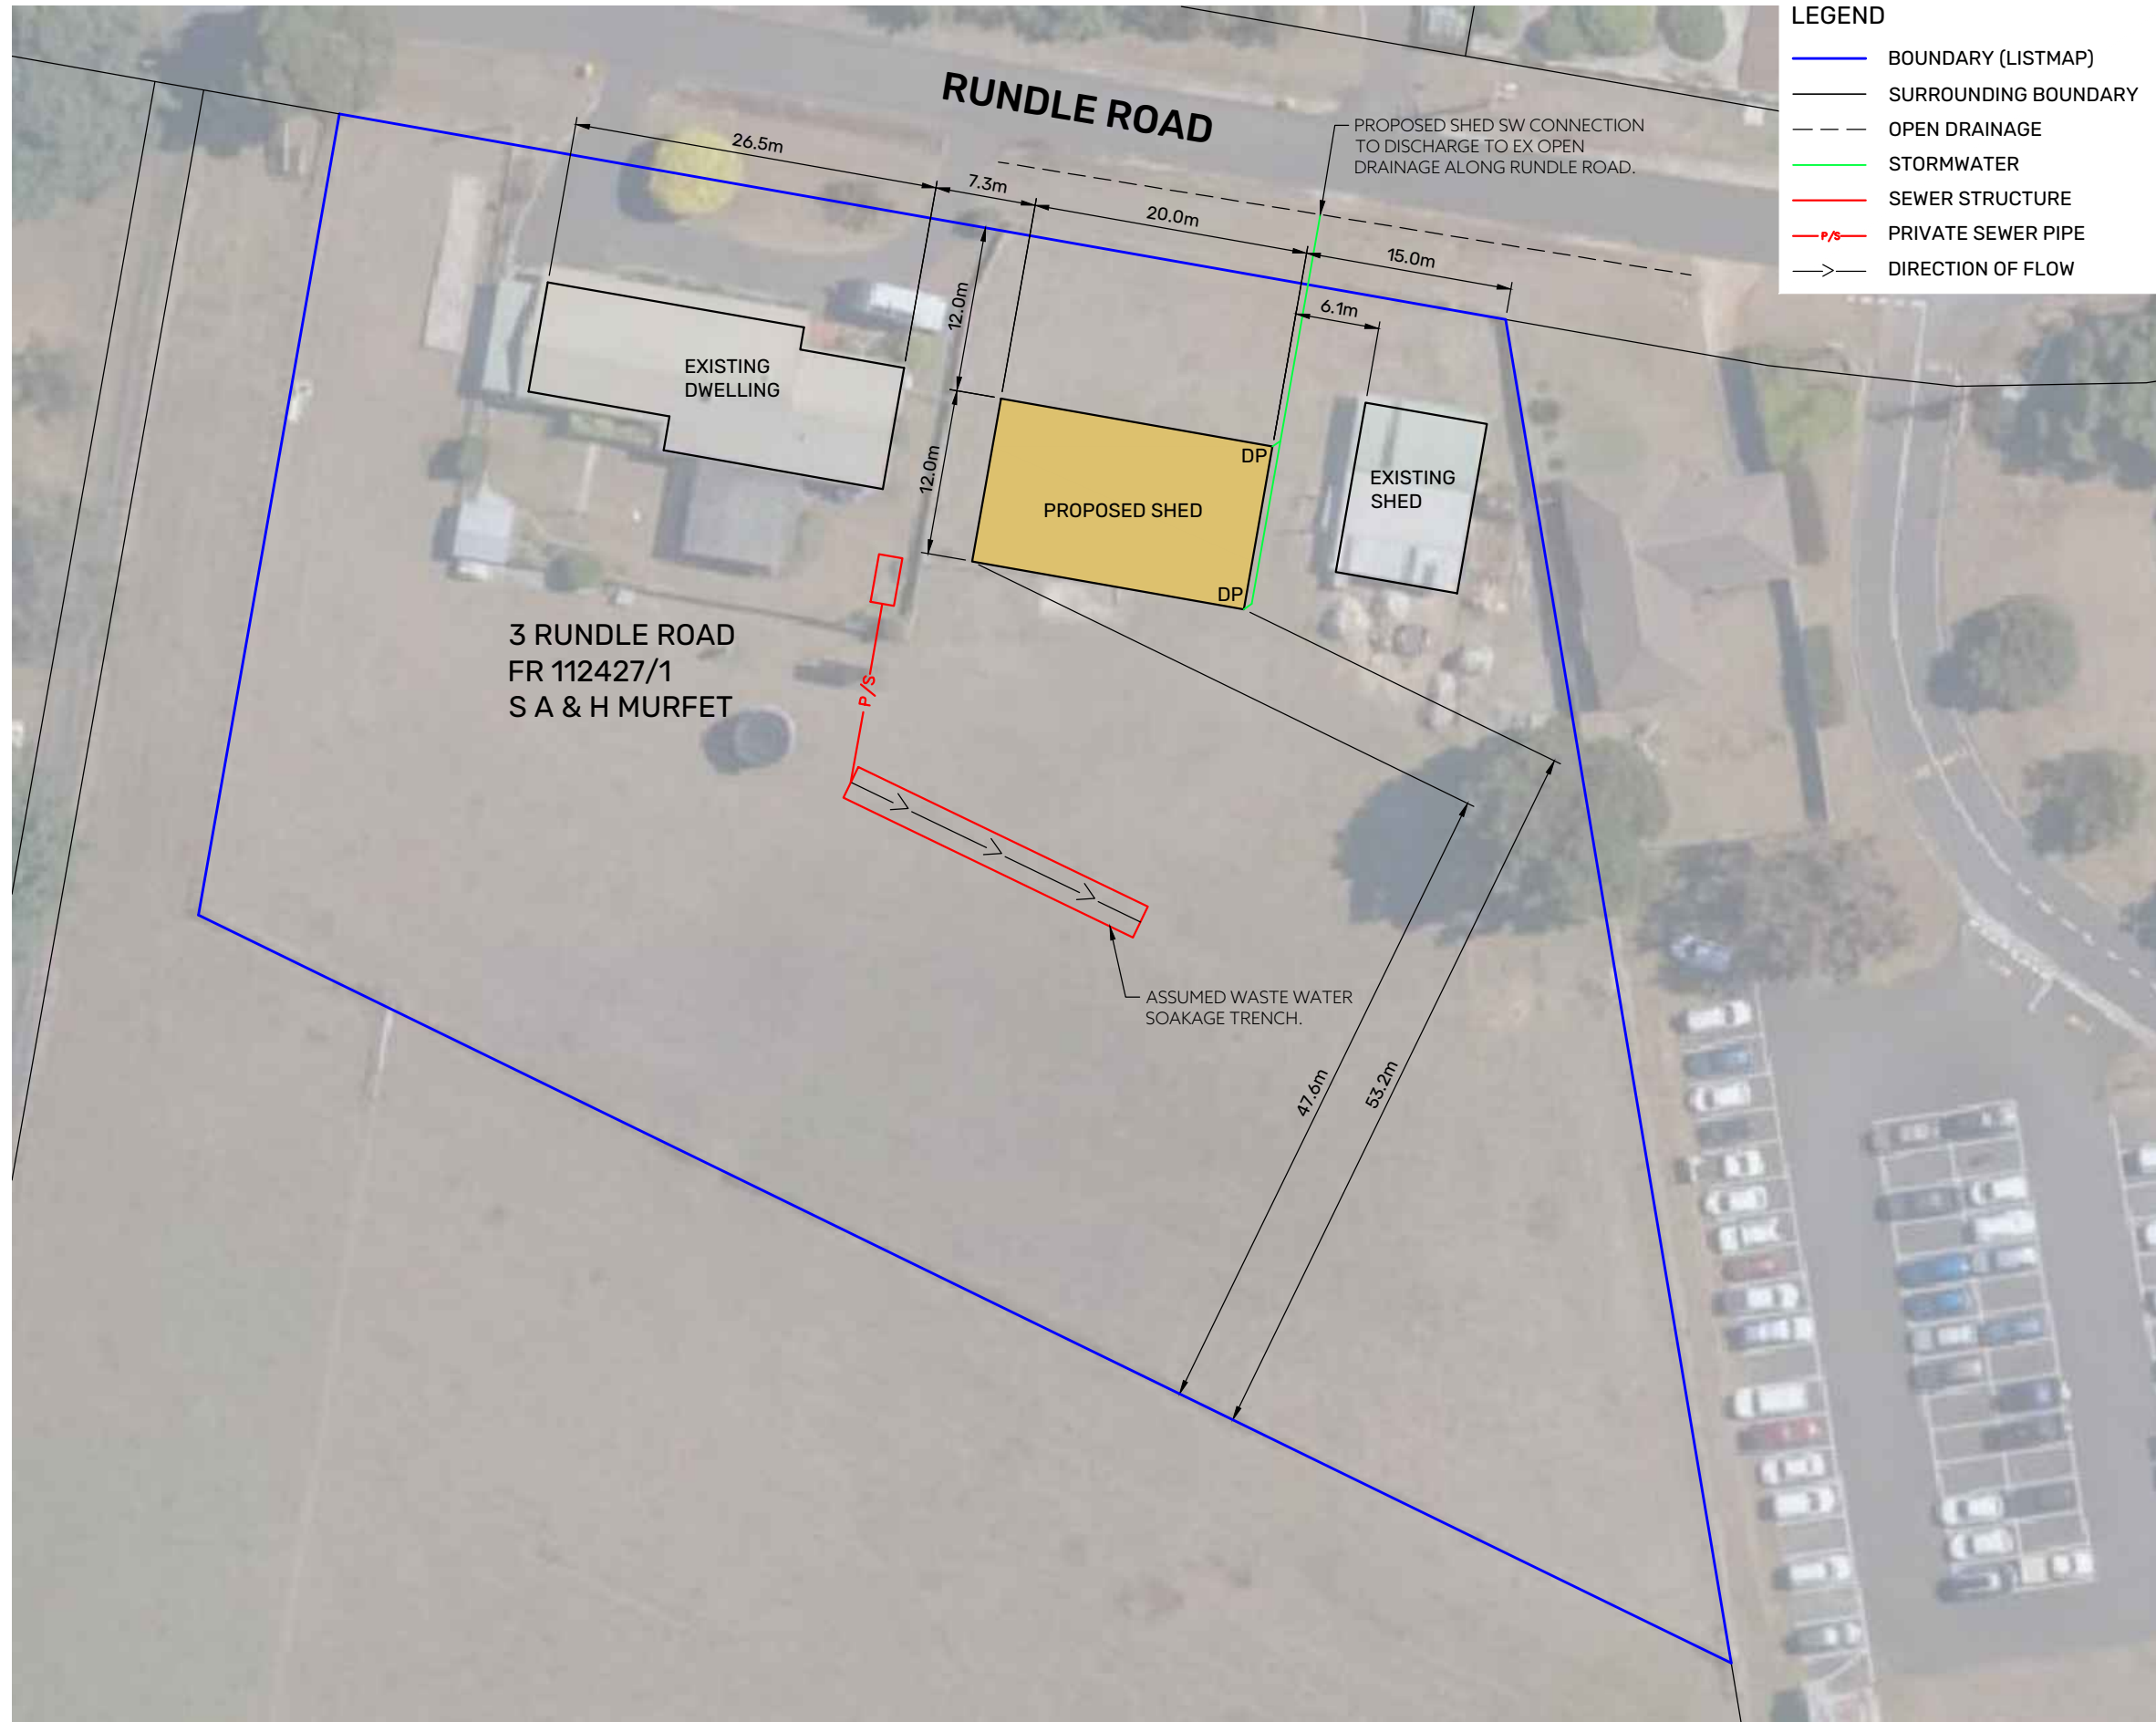 LEGEND
BOUNDARY (LISTMAP)
SURROUNDING BOUNDARY
OPEN DRAINAGE
STORMWATER
SEWER STRUCTURE
P/S
PRIVATE SEWER PIPE
DIRECTION OF FLOW
RUNDLE ROAD
PROPOSED SHED SW CONNECTION
TO DISCHARGE TO EX OPEN
DRAINAGE ALONG RUNDLE ROAD.
26.5m
7.3m
20.0m
15.0m
6.1m
12.0m
12.0m
EXISTING
DWELLING
PROPOSED SHED
DP
DP
EXISTING
SHED
3 RUNDLE ROAD
FR 112427/1
S A & H MURFET
P/S
ASSUMED WASTE WATER
SOAKAGE TRENCH.
47.6m
53.2m